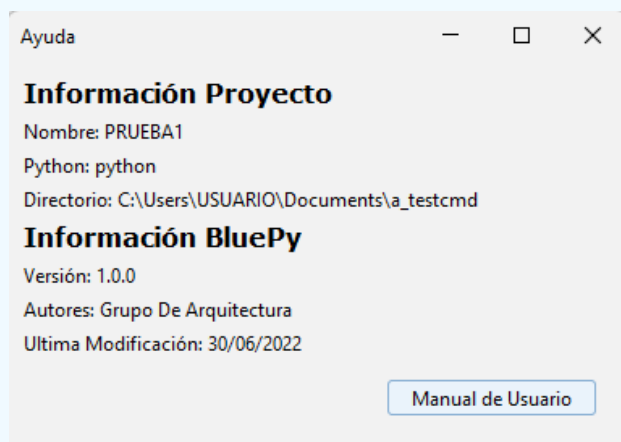 Ayuda
Información Proyecto
Nombre: PRUEBA1
Python: python
Directorio: C:\Users\USUARIO\Documents\a_testcmd
Información BluePy
Versión: 1.0.0
Autores: Grupo De Arquitectura
Ultima Modificación: 30/06/2022
Manual de Usuario